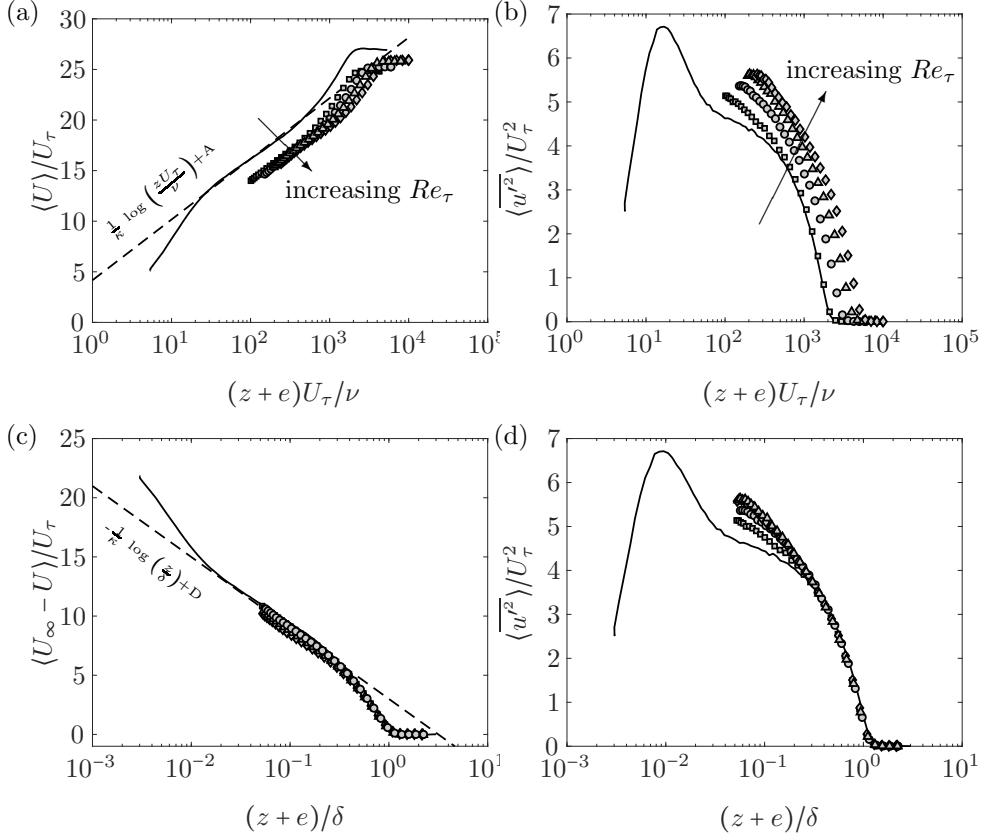 (a)
30
25
20
15
10
5
0
⟨U⟩/U_τ
1/κ log (zU_τ/ν) +A
increasing Re_τ
10^0 10^1 10^2 10^3 10^4 10^5
(z + e)U_τ/ν
(b)
7
6
5
4
3
2
1
0
⟨u'^2⟩/U_τ^2
increasing Re_τ
10^0 10^1 10^2 10^3 10^4 10^5
(z + e)U_τ/ν
(c)
25
20
15
10
5
0
⟨U_∞ − U⟩/U_τ
-1/κ log (z/δ) +D
10^-3 10^-2 10^-1 10^0 10^1
(z + e)/δ
(d)
7
6
5
4
3
2
1
0
⟨u'^2⟩/U_τ^2
10^-3 10^-2 10^-1 10^0 10^1
(z + e)/δ